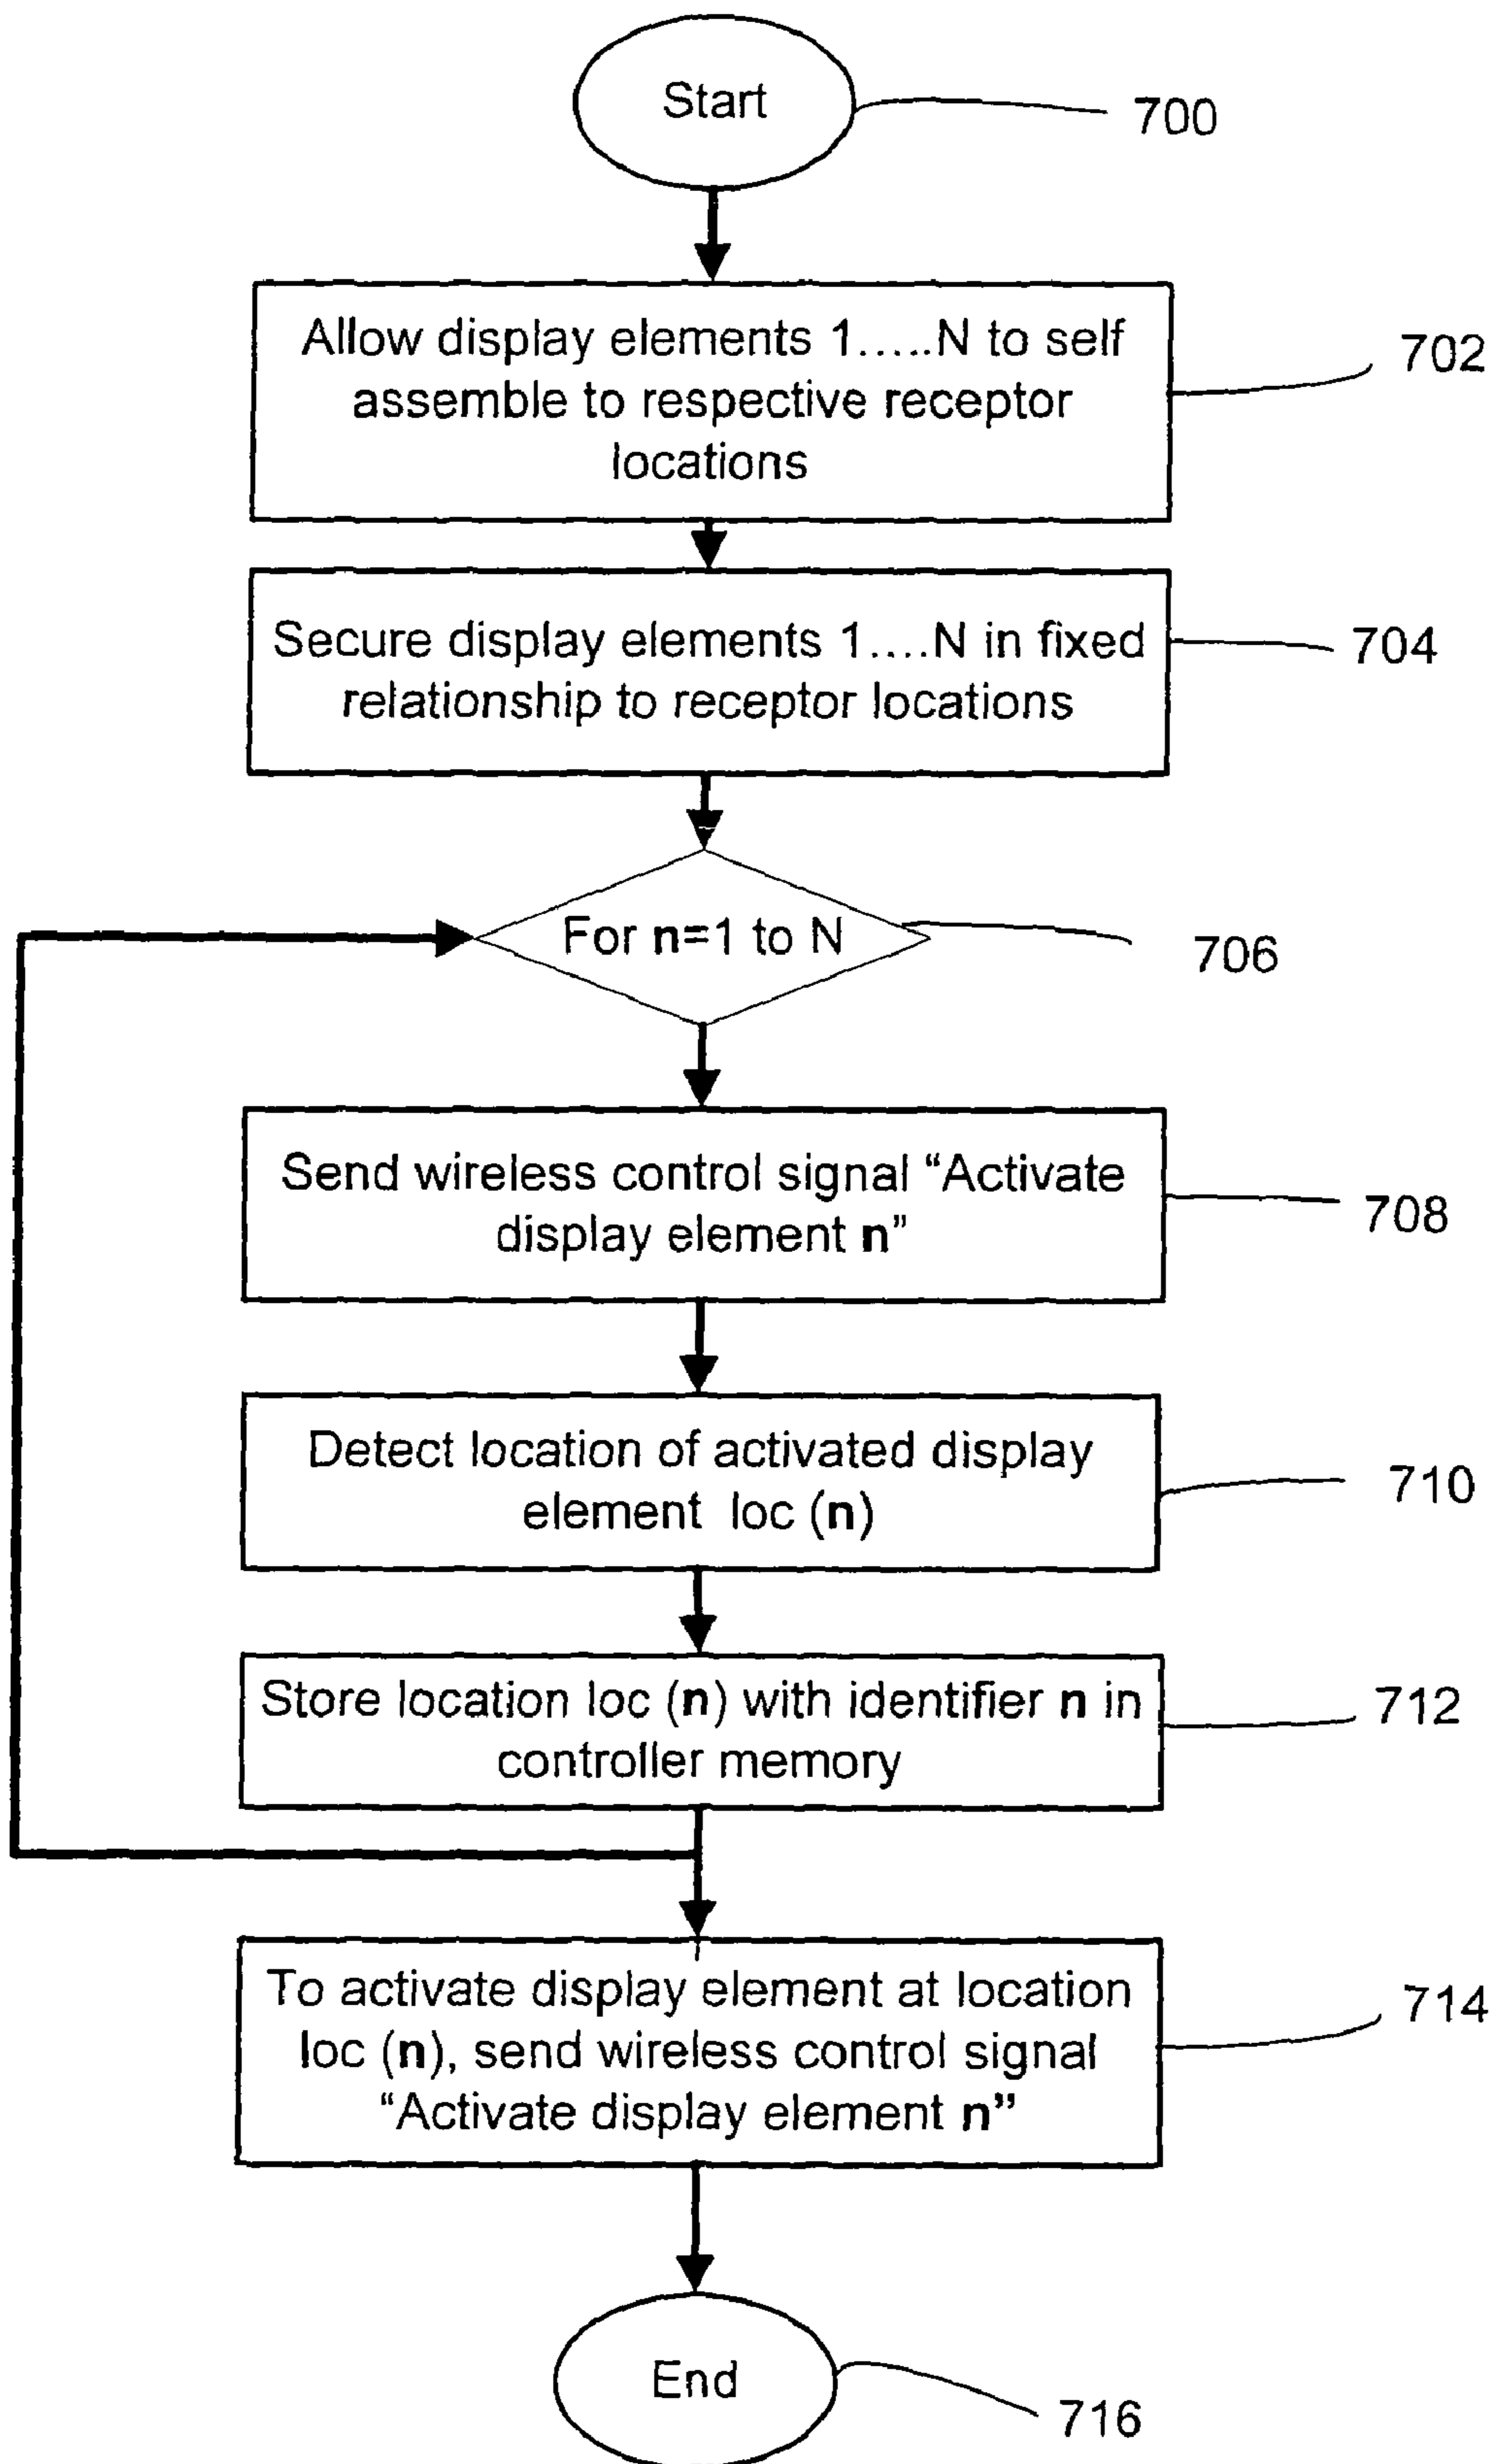 Start
700
Allow display elements 1.....N to self
assemble to respective receptor
locations
702
Secure display elements 1....N in fixed
relationship to receptor locations
704
For n=1 to N
706
Send wireless control signal “Activate
display element n”
708
Detect location of activated display
element loc (n)
710
Store location loc (n) with identifier n in
controller memory
712
To activate display element at location
loc (n), send wireless control signal
“Activate display element n”
714
End
716